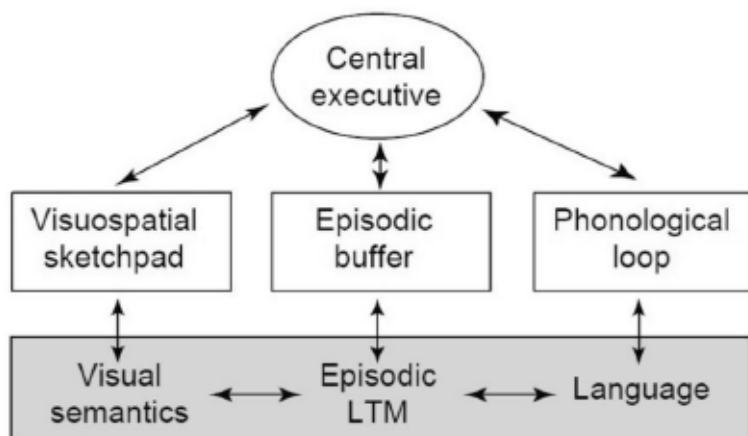 Central
executive
Visuospatial
sketchpad
Episodic
buffer
Phonological
loop
Visual
semantics
Episodic
LTM
Language